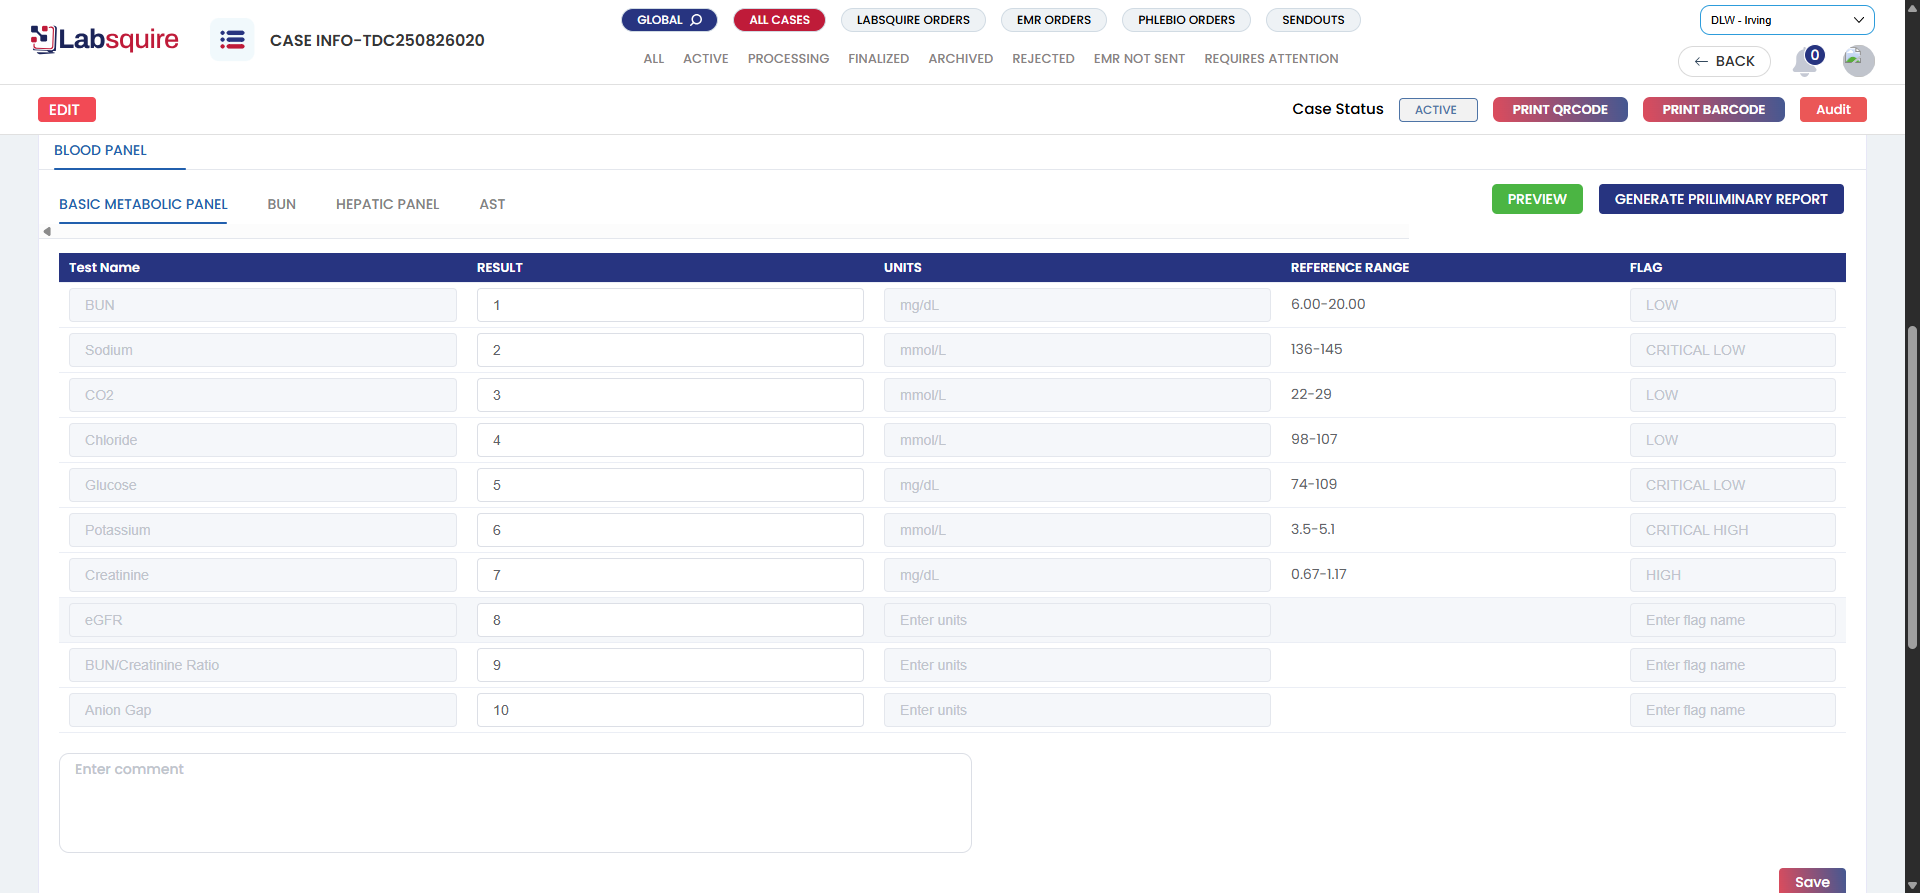 Labsquire
CASE INFO-TDC250826020
GLOBAL
ALL CASES
LABSQUIRE ORDERS
EMR ORDERS
PHLEBIO ORDERS
SENDOUTS
DLW - Irving
ALL
ACTIVE
PROCESSING
FINALIZED
ARCHIVED
REJECTED
EMR NOT SENT
REQUIRES ATTENTION
BACK
0
EDIT
Case Status
ACTIVE
PRINT QRCODE
PRINT BARCODE
Audit
BLOOD PANEL
BASIC METABOLIC PANEL
BUN
HEPATIC PANEL
AST
PREVIEW
GENERATE PRILIMINARY REPORT
Test Name RESULT UNITS REFERENCE RANGE FLAG
BUN 1 mg/dL 6.00-20.00 LOW
Sodium 2 mmol/L 136-145 CRITICAL LOW
CO2 3 mmol/L 22-29 LOW
Chloride 4 mmol/L 98-107 LOW
Glucose 5 mg/dL 74-109 CRITICAL LOW
Potassium 6 mmol/L 3.5-5.1 CRITICAL HIGH
Creatinine 7 mg/dL 0.67-1.17 HIGH
eGFR 8 Enter units Enter flag name
BUN/Creatinine Ratio 9 Enter units Enter flag name
Anion Gap 10 Enter units Enter flag name
Enter comment
Save